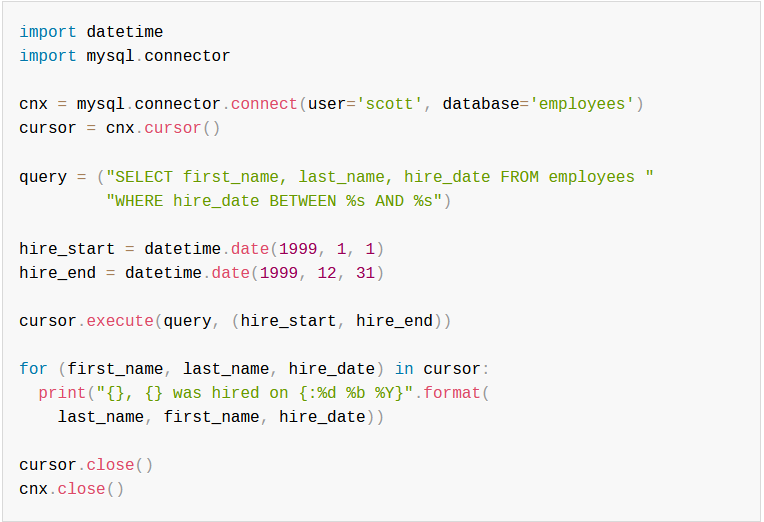 import datetime
import mysql.connector

cnx = mysql.connector.connect(user='scott', database='employees')
cursor = cnx.cursor()

query = ("SELECT first_name, last_name, hire_date FROM employees "
         "WHERE hire_date BETWEEN %s AND %s")

hire_start = datetime.date(1999, 1, 1)
hire_end = datetime.date(1999, 12, 31)

cursor.execute(query, (hire_start, hire_end))

for (first_name, last_name, hire_date) in cursor:
  print("{}, {} was hired on {:%d %b %Y}".format(
    last_name, first_name, hire_date))

cursor.close()
cnx.close()